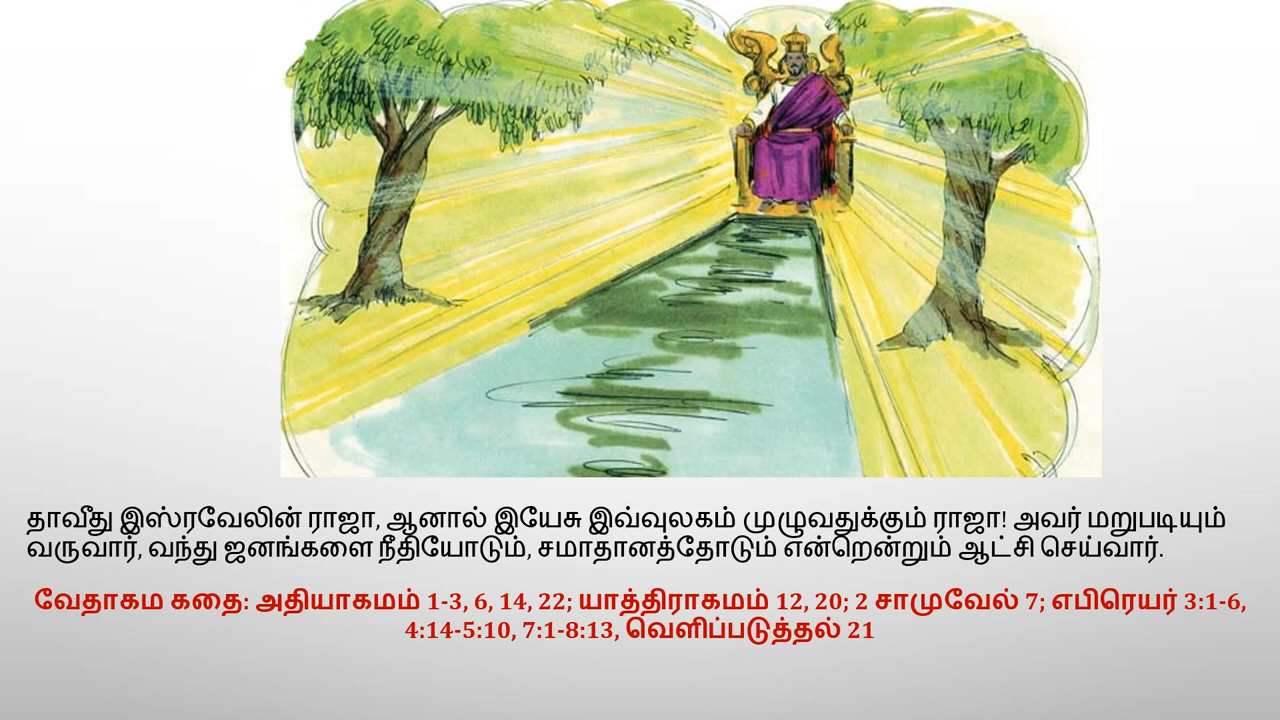 தாவீது இஸ்ரவேலின் ராஜா, ஆனால் இயேசு இவ்வுலகம் முழுவதுக்கும் ராஜா! அவர் மறுபடியும்
வருவார், வந்து ஜனங்களை நீதியோடும், சமாதானத்தோடும் என்றென்றும் ஆட்சி செய்வார்.
வேதாகம கதை: அதியாகமம் 1-3, 6, 14, 22; யாத்திராகமம் 12, 20; 2 சாமுவேல் 7; எபிரெயர் 3:1-6,
4:14-5:10, 7:1-8:13, வெளிப்படுத்தல் 21